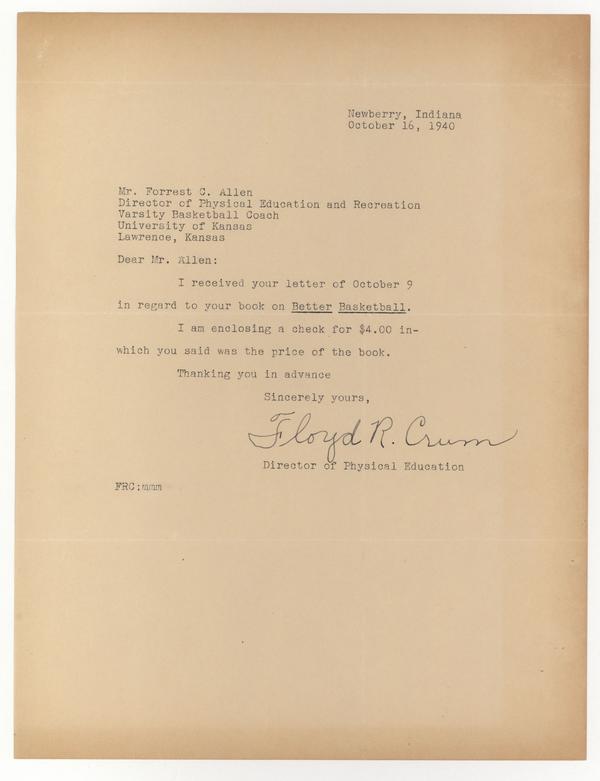 Newberry, Indiana
October 16, 1940
Mr. Forrest C. Allen
Director of Physical Education and Recreation
Varsity Basketball Coach
University of Kansas
Lawrence, Kansas
Dear Mr. Allen:
I received your letter of October 9
in regard to your book on Better Basketball.
I am enclosing a check for $4.00 in-
which you said was the price of the book.
Thanking you in advance
Sincerely yours,
Floyd R. Crum
Director of Physical Education
FRC:mmm